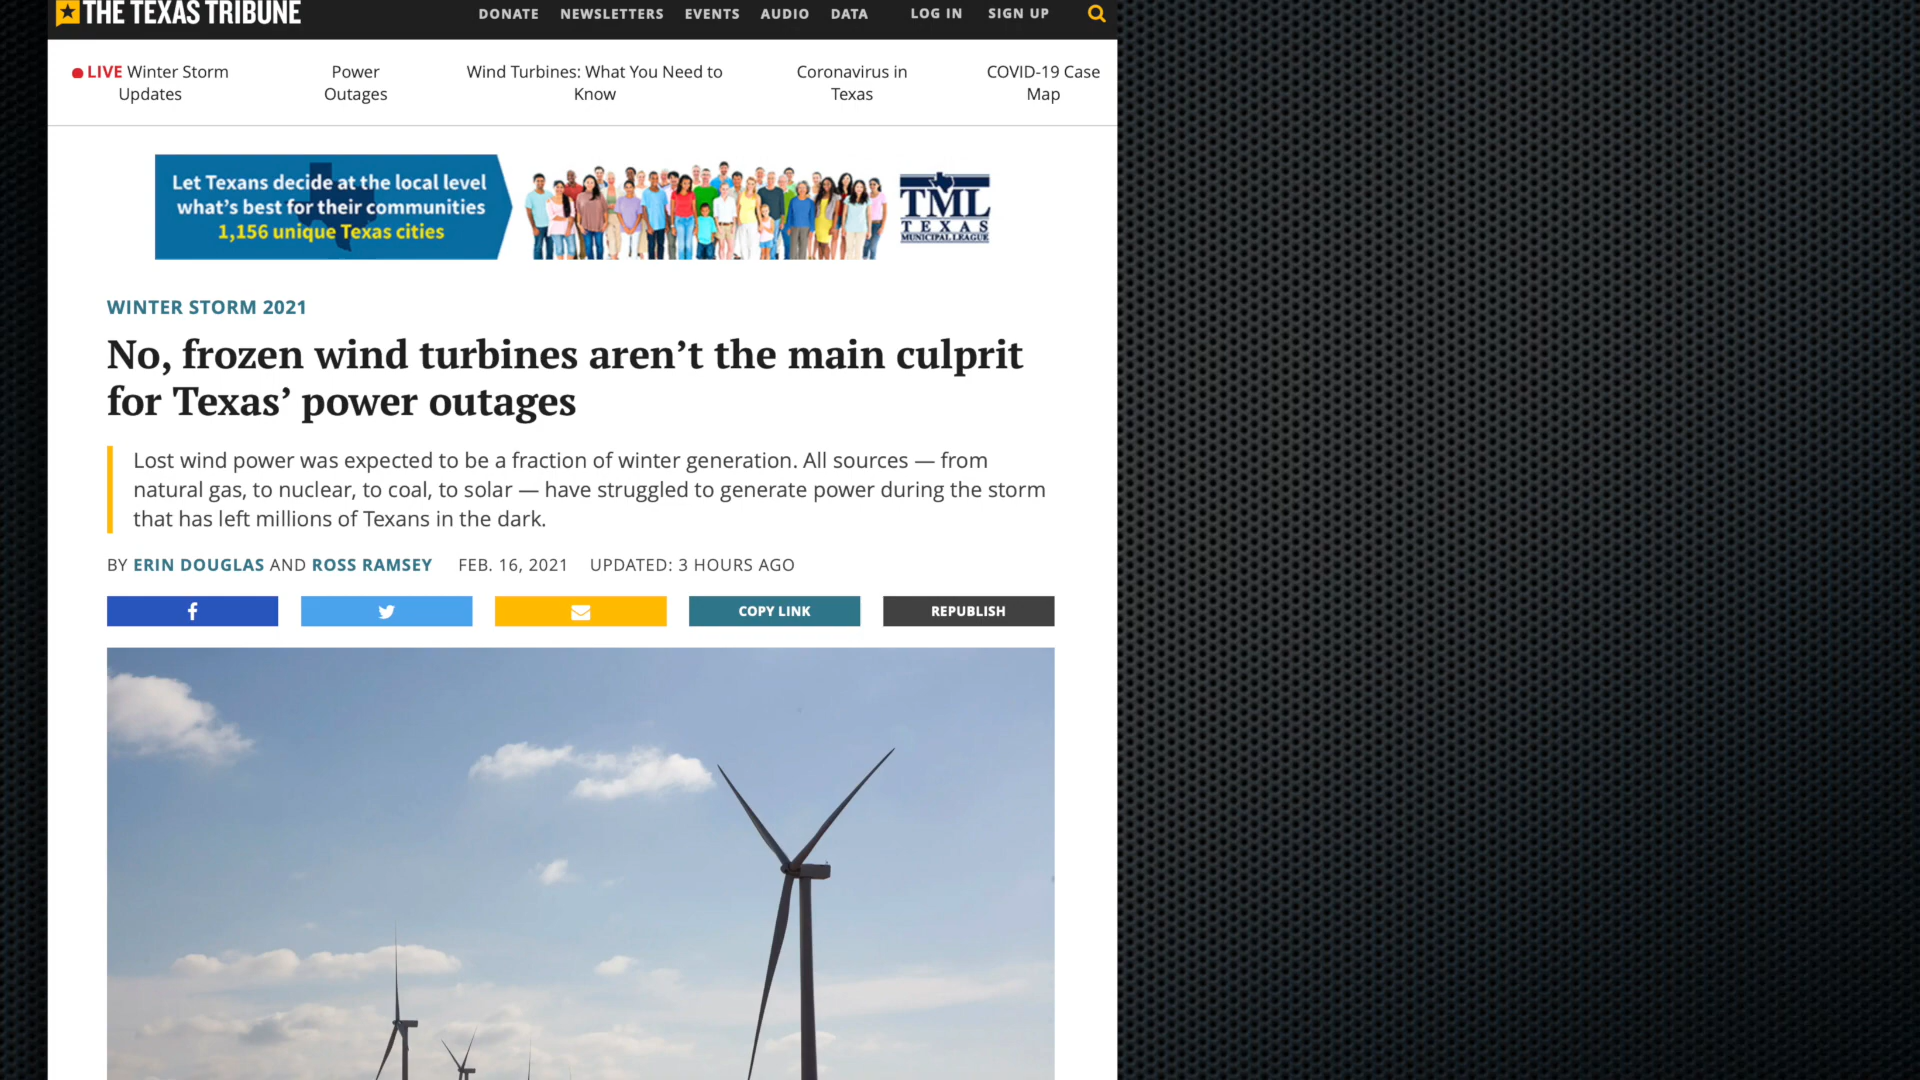 THE TEXAS TRIBUNE
DONATE NEWSLETTERS EVENTS AUDIO DATA LOG IN SIGN UP
LIVE Winter Storm Updates
Power Outages
Wind Turbines: What You Need to Know
Coronavirus in Texas
COVID-19 Case Map
Let Texans decide at the local level
what's best for their communities
1,156 unique Texas cities
TML
TEXAS
MUNICIPAL LEAGUE
WINTER STORM 2021
No, frozen wind turbines aren't the main culprit
for Texas' power outages
Lost wind power was expected to be a fraction of winter generation. All sources — from
natural gas, to nuclear, to coal, to solar — have struggled to generate power during the storm
that has left millions of Texans in the dark.
BY ERIN DOUGLAS AND ROSS RAMSEY FEB. 16, 2021 UPDATED: 3 HOURS AGO
COPY LINK
REPUBLISH